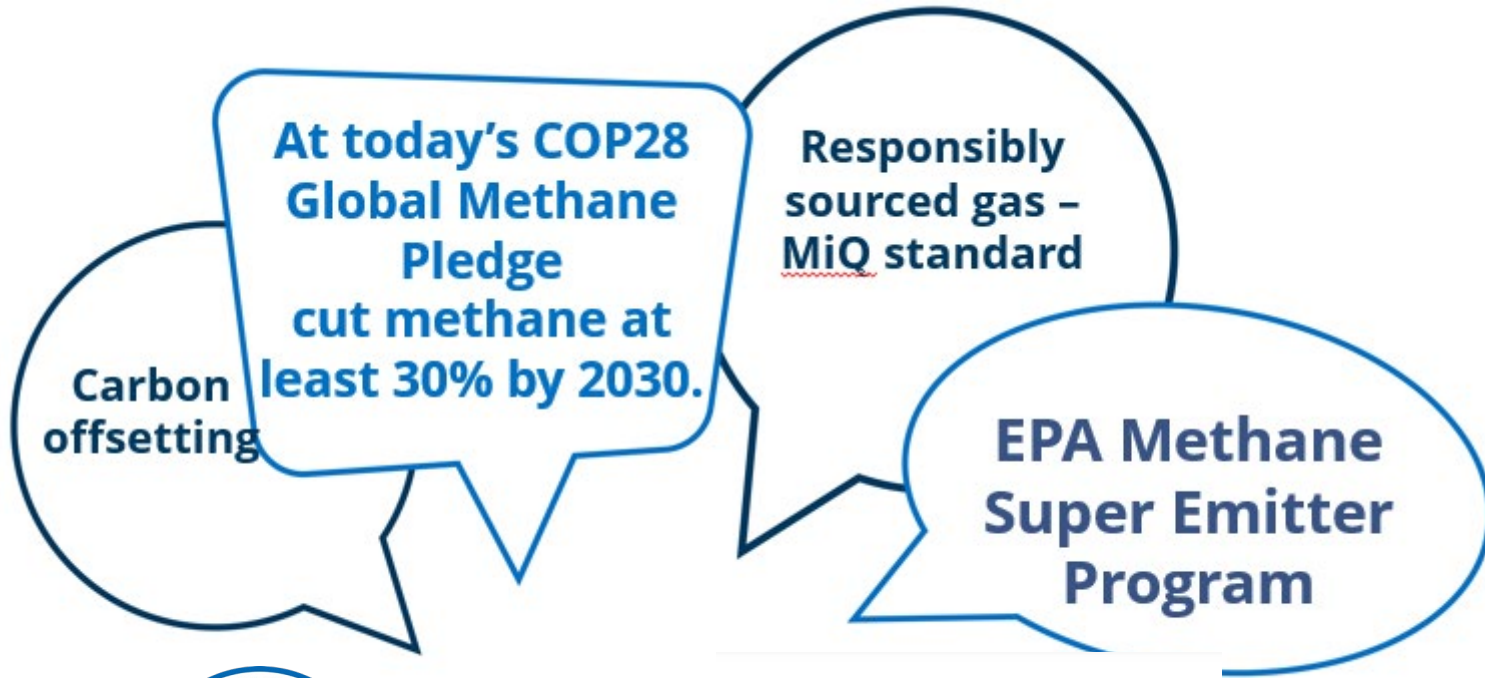 At today’s COP28
Global Methane
Pledge
cut methane at
least 30% by 2030.
Responsibly
sourced gas –
MiQ standard
Carbon
offsetting
EPA Methane
Super Emitter
Program